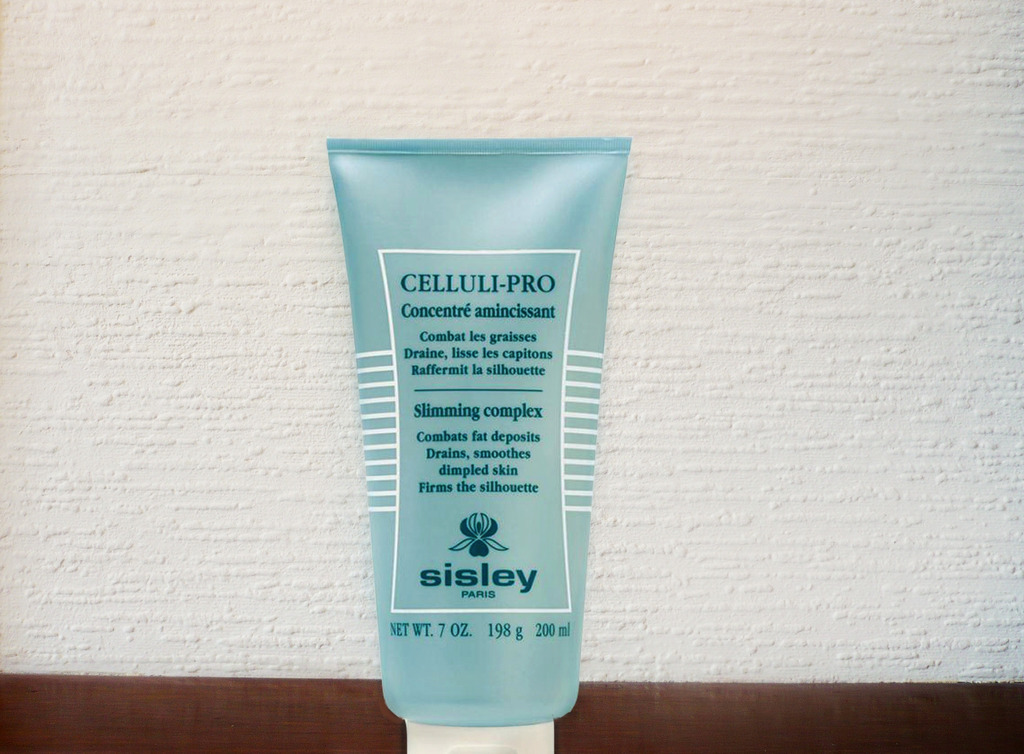 CELLULI-PRO
Concentré amincissant
Combat les graisses
Draine, lisse les capitons
Raffermit la silhouette
Slimming complex
Combats fat deposits
Drains, smoothes
dimpled skin
Firms the silhouette
sisley
PARIS
NET WT. 7 OZ. 198 g 200 ml